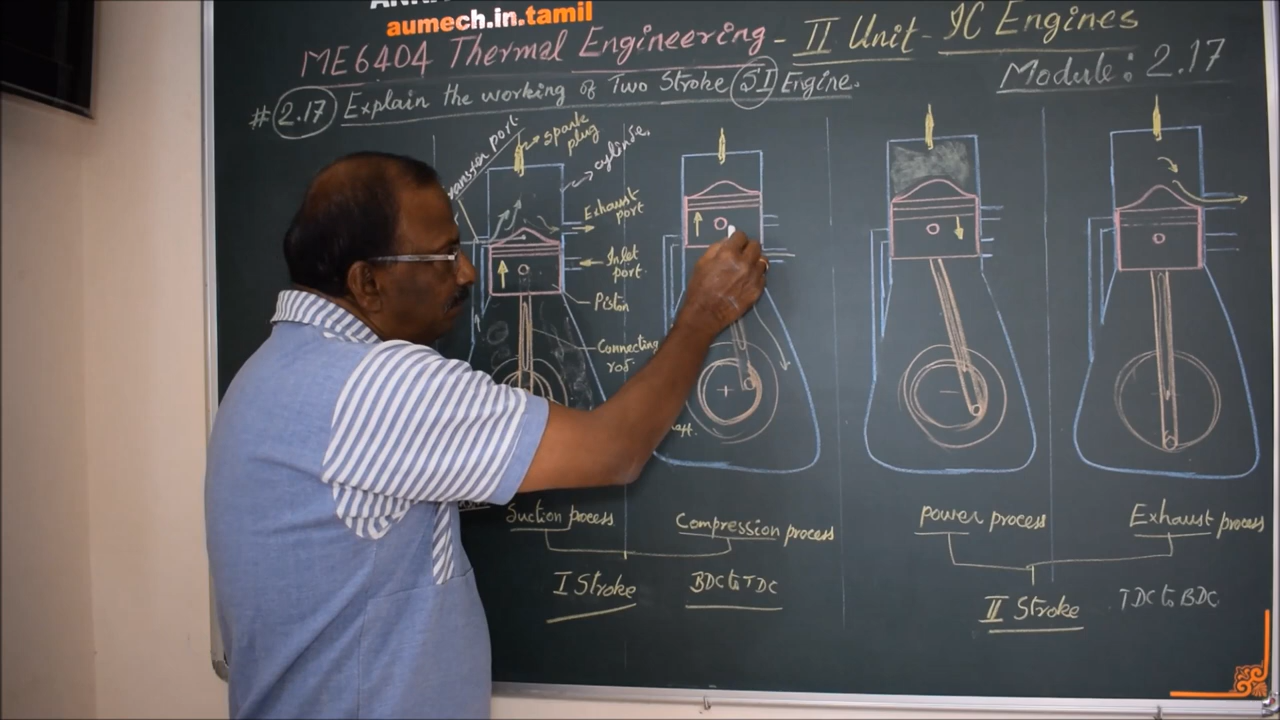 aumech.in.tamil
ME6404 Thermal Engineering - II Unit - IC Engines
Module: 2.17
# 2.17 Explain the working of Two Stroke SI Engine.
spark plug
cylinder
Exhaust port
Inlet port
Piston
Connecting rod
Suction process
Compression process
power process
Exhaust process
I Stroke
BDC to TDC
II Stroke
TDC to BDC